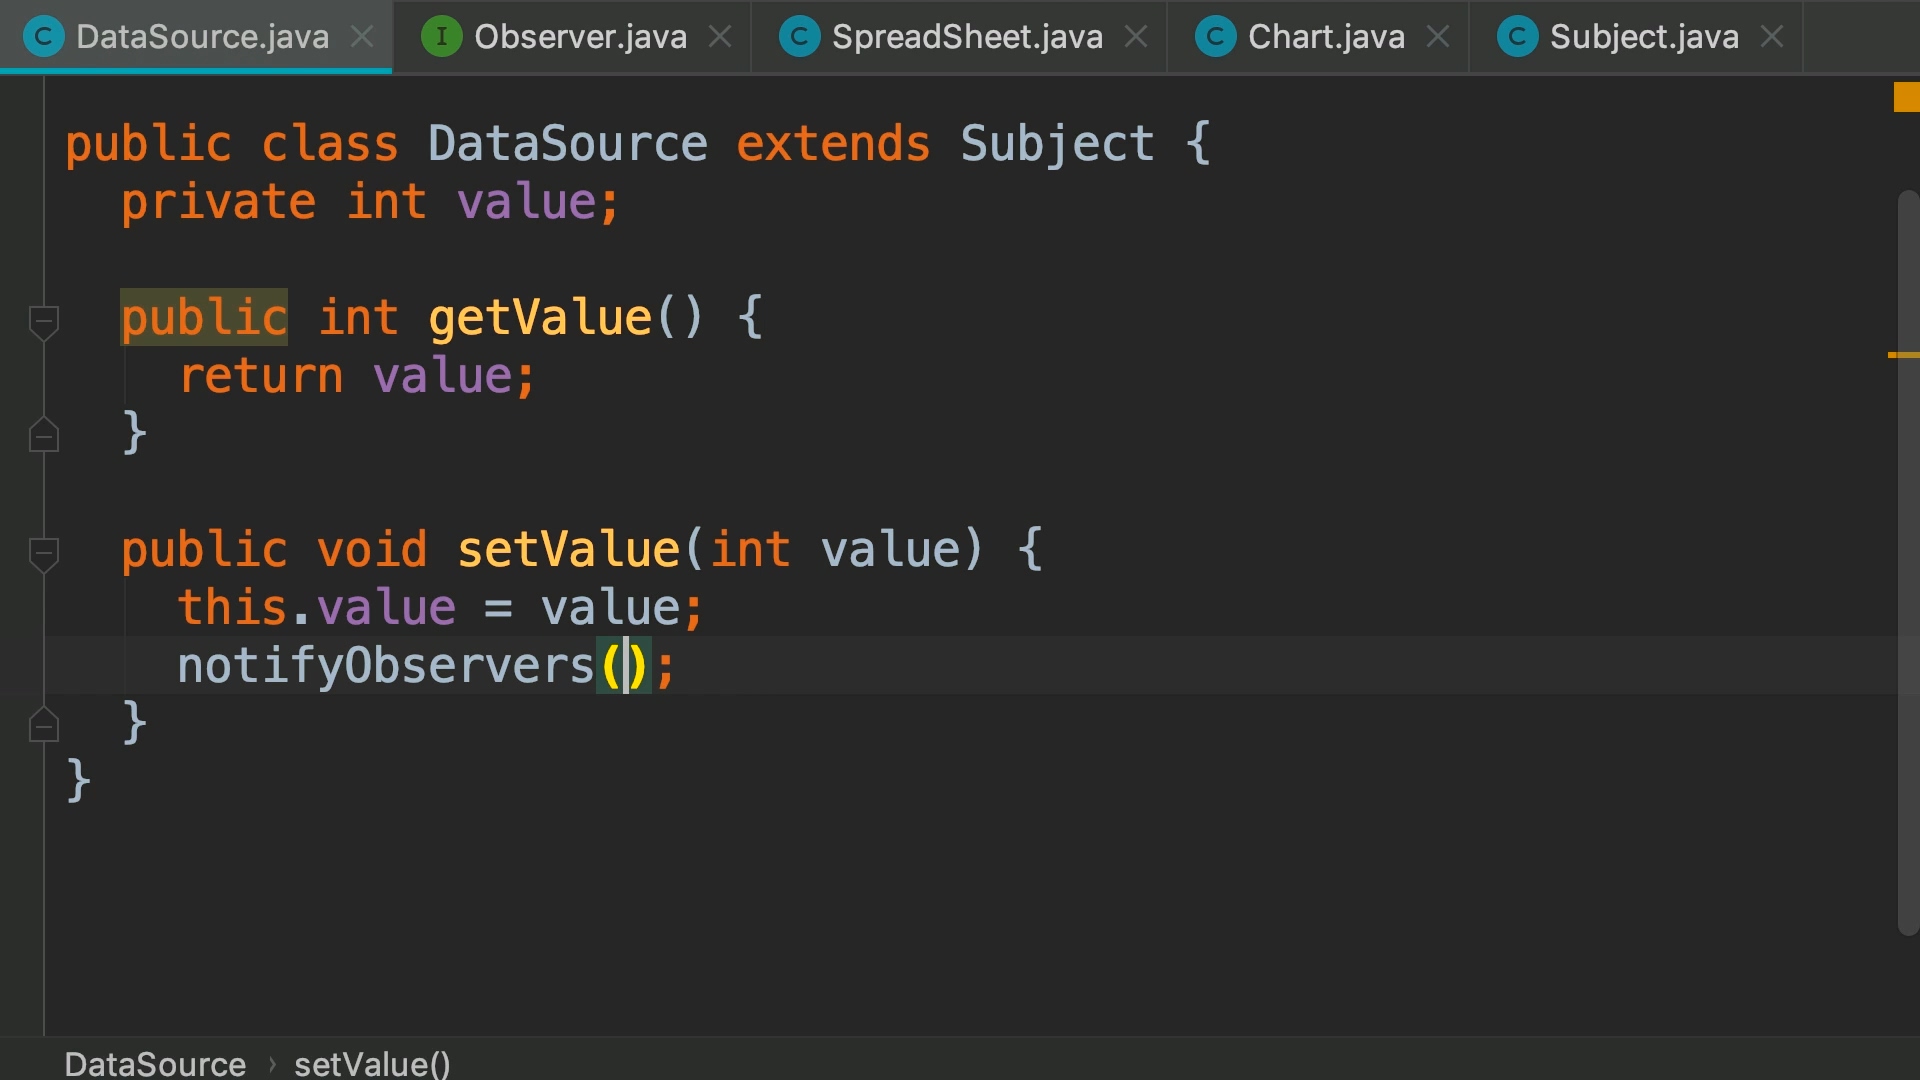 DataSource.java Observer.java SpreadSheet.java Chart.java Subject.java
public class DataSource extends Subject {
private int value;
public int getValue() {
return value;
}
public void setValue(int value) {
this.value = value;
notifyObservers();
}
}
DataSource › setValue()